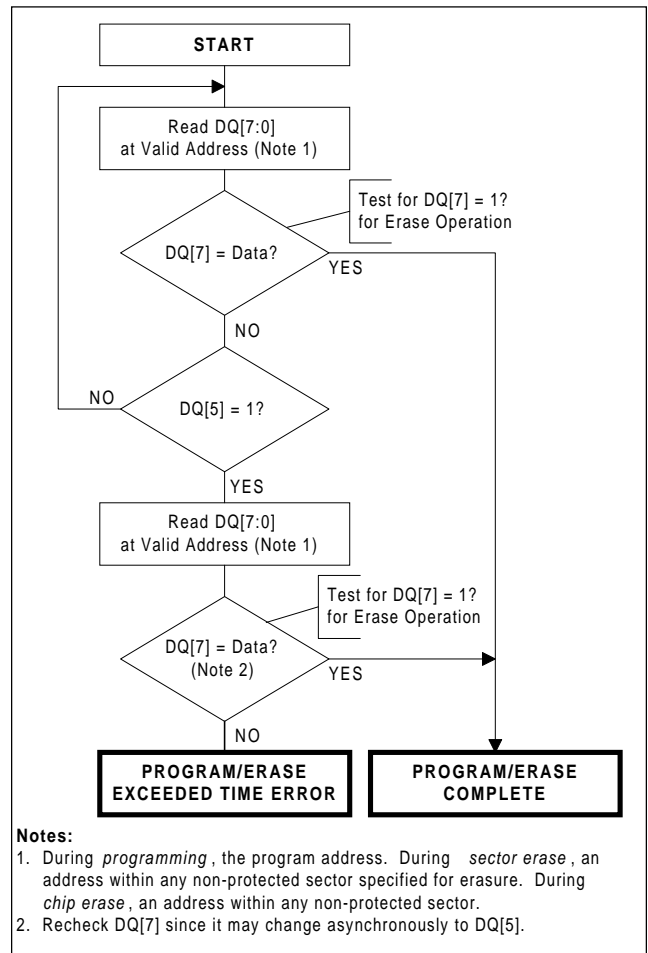 START
Read DQ[7:0]
at Valid Address (Note 1)
Test for DQ[7] = 1?
for Erase Operation
DQ[7] = Data?
YES
NO
NO
DQ[5] = 1?
YES
Read DQ[7:0]
at Valid Address (Note 1)
Test for DQ[7] = 1?
for Erase Operation
DQ[7] = Data?
(Note 2)
YES
NO
PROGRAM/ERASE
EXCEEDED TIME ERROR
PROGRAM/ERASE
COMPLETE
Notes:
1. During programming, the program address. During sector erase, an
address within any non-protected sector specified for erasure. During
chip erase, an address within any non-protected sector.
2. Recheck DQ[7] since it may change asynchronously to DQ[5].